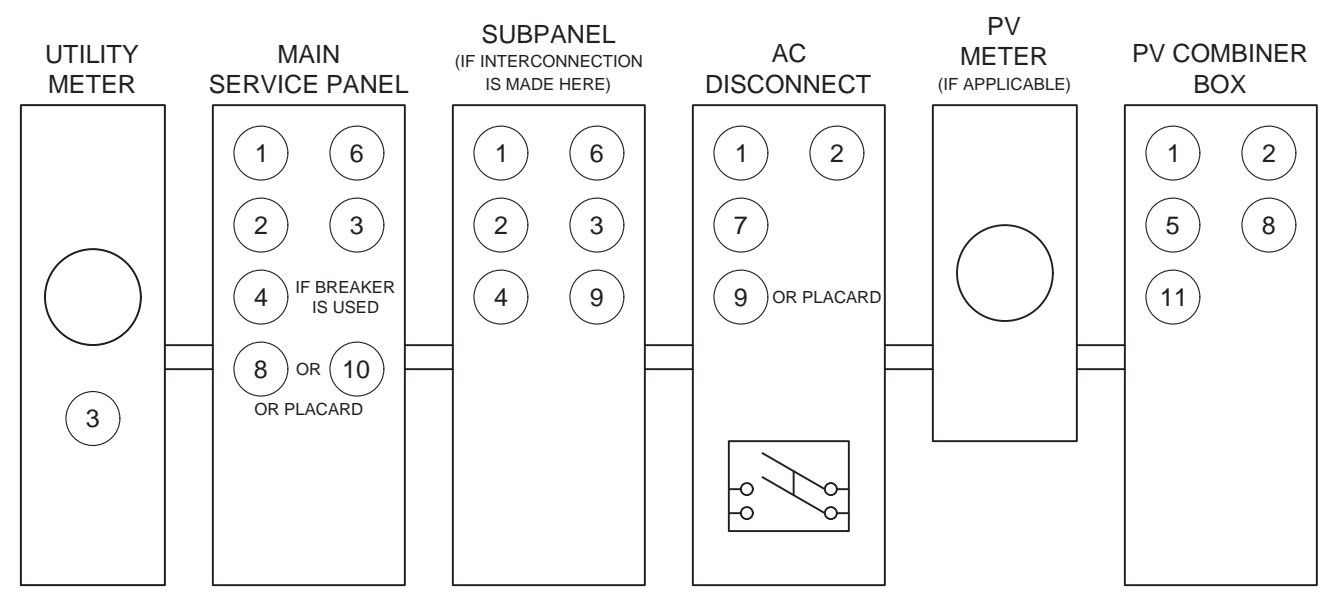 UTILITY
METER
3
MAIN
SERVICE PANEL
1 6
2 3
4 IF BREAKER
IS USED
8 OR 10
OR PLACARD
SUBPANEL
(IF INTERCONNECTION
IS MADE HERE)
1 6
2 3
4 9
AC
DISCONNECT
1 2
7
9 OR PLACARD
PV
METER
(IF APPLICABLE)
PV COMBINER
BOX
1 2
5 8
11